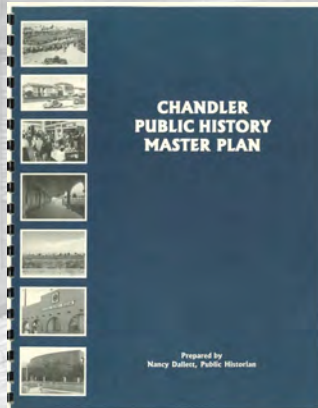 CHANDLER
PUBLIC HISTORY
MASTER PLAN
Prepared by
Nancy Dallett, Public Historian